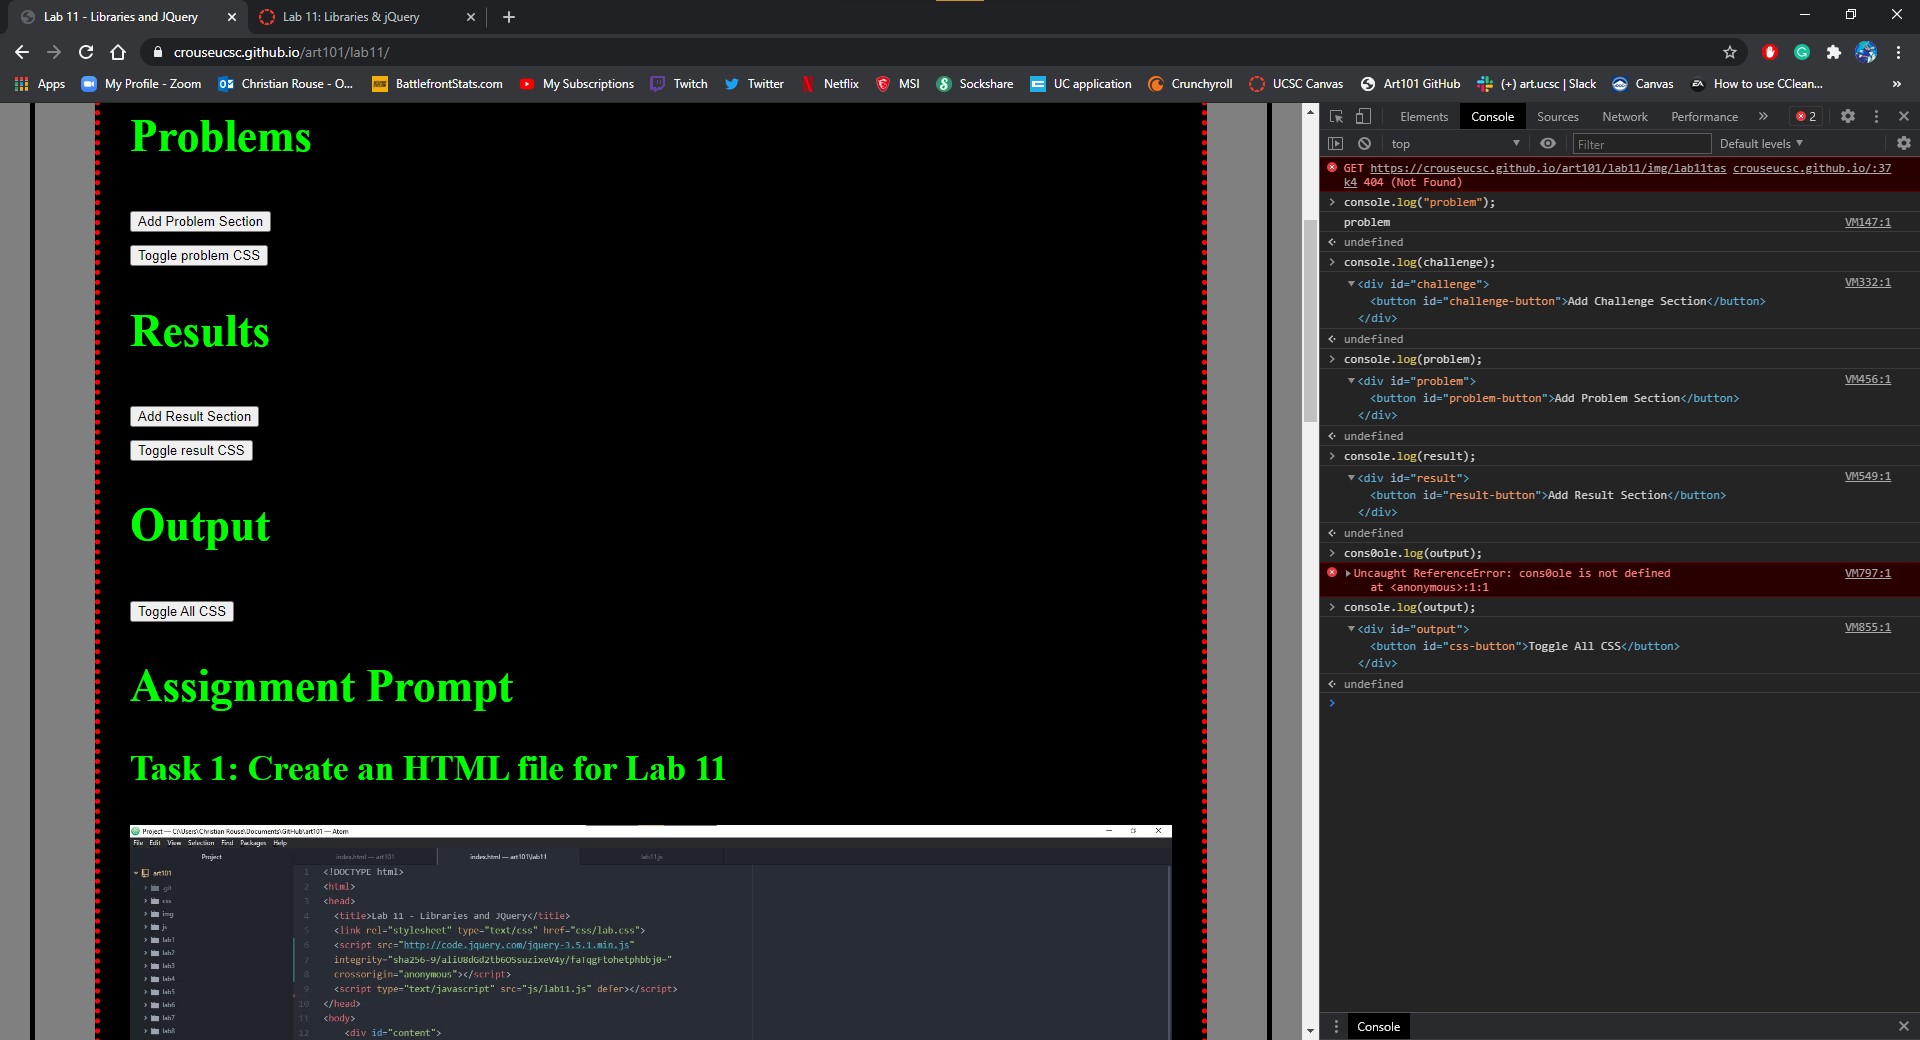 Lab 11 - Libraries and JQuery
Lab 11: Libraries & jQuery
crouseucsc.github.io/art101/lab11/
Apps
My Profile - Zoom
Christian Rouse - O...
BattlefrontStats.com
My Subscriptions
Twitch
Twitter
Netflix
MSI
Sockshare
UC application
Crunchyroll
UCSC Canvas
Art101 GitHub
(+) art.ucsc | Slack
Canvas
How to use CClean...
»
Problems
Add Problem Section
Toggle problem CSS
Results
Add Result Section
Toggle result CSS
Output
Toggle All CSS
Assignment Prompt
Task 1: Create an HTML file for Lab 11
Project — C:\Users\Christian Rouse\Documents\GitHub\art101 — Atom
File Edit View Selection Find Packages Help
Project
index.html — art101
index.html — art101\lab11
lab11.js
art101
.git
css
img
js
lab1
lab2
lab3
lab4
lab5
lab6
lab7
lab8
1 <!DOCTYPE html>
2 <html>
3 <head>
4 <title>Lab 11 - Libraries and JQuery</title>
5 <link rel="stylesheet" type="text/css" href="css/lab.css">
6 <script src="http://code.jquery.com/jquery-3.5.1.min.js"
7 
8 crossorigin="anonymous"></script>
9 <script type="text/javascript" src="js/lab11.js" defer></script>
10 </head>
11 <body>
12 <div id="content">
Elements Console Sources Network Performance » 2
top
Filter
Default levels
GET https://crouseucsc.github.io/art101/lab11/img/lab11tas crouseucsc.github.io/:37
k4 404 (Not Found)
> console.log("problem");
problem VM147:1
undefined
> console.log(challenge);
<div id="challenge"> VM332:1
<button id="challenge-button">Add Challenge Section</button>
</div>
undefined
> console.log(problem);
<div id="problem"> VM456:1
<button id="problem-button">Add Problem Section</button>
</div>
undefined
> console.log(result);
<div id="result"> VM549:1
<button id="result-button">Add Result Section</button>
</div>
undefined
> cons0ole.log(output);
Uncaught ReferenceError: cons0ole is not defined VM797:1
at <anonymous>:1:1
> console.log(output);
<div id="output"> VM855:1
<button id="css-button">Toggle All CSS</button>
</div>
undefined
>
Console